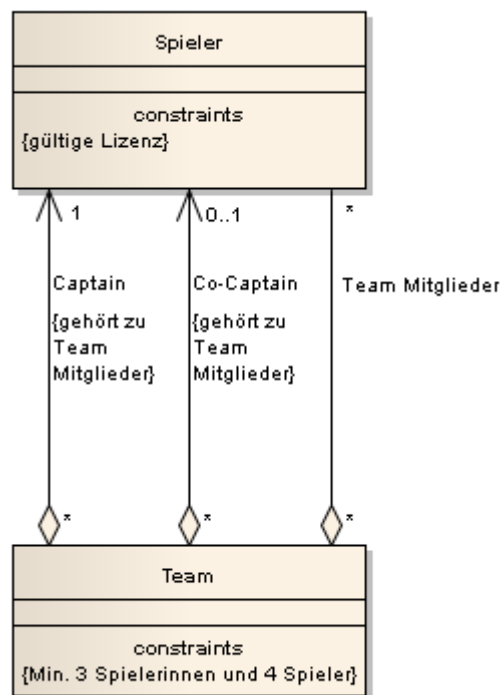 Spieler
constraints
{gültige Lizenz}
1
0..1
*
Captain
{gehört zu
Team
Mitglieder}
Co-Captain
{gehört zu
Team
Mitglieder}
Team Mitglieder
*
*
*
Team
constraints
{Min. 3 Spielerinnen und 4 Spieler}